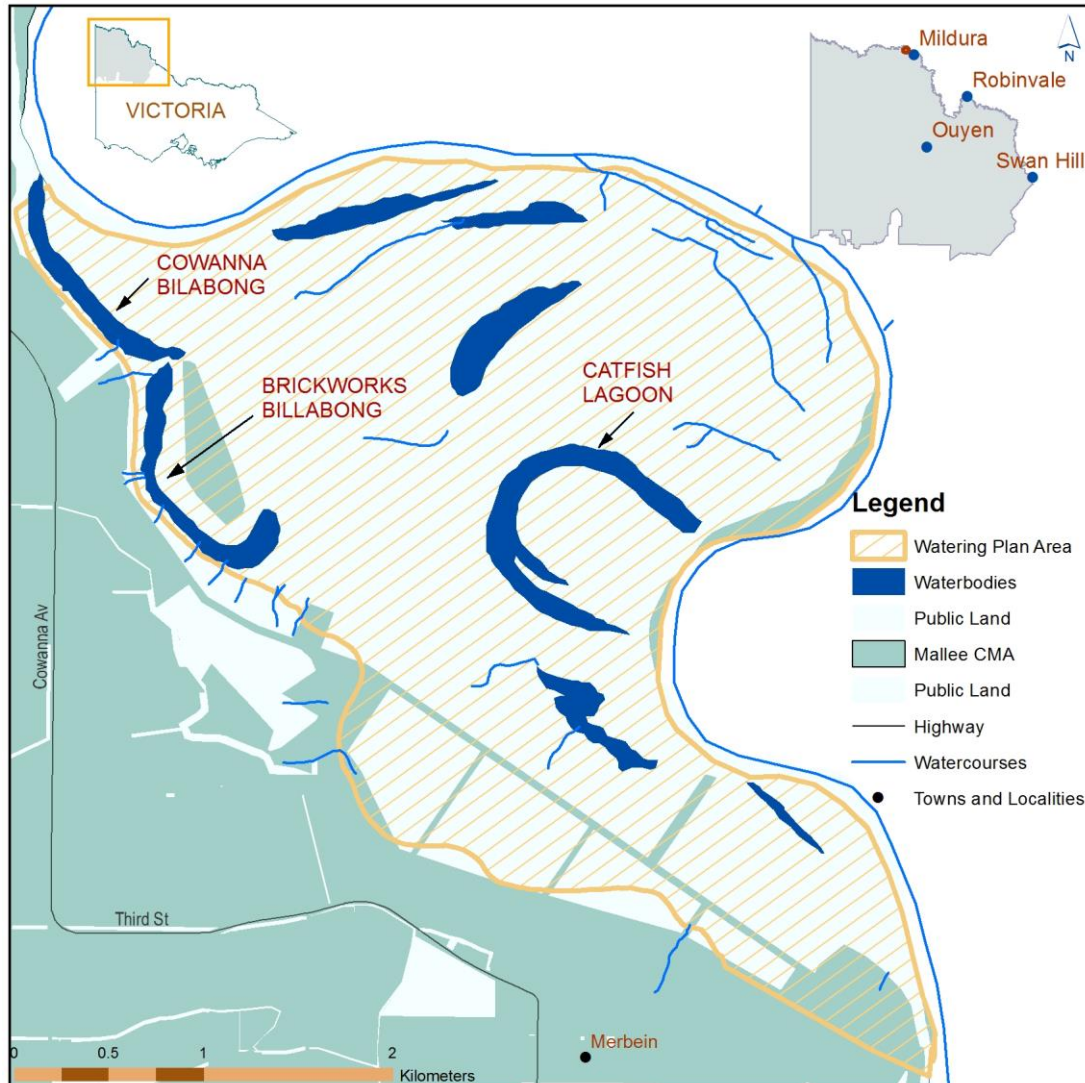 VICTORIA
Mildura
N
Robinvale
Ouyen
Swan Hill
COWANNA
BILABONG
BRICKWORKS
BILLABONG
CATFISH
LAGOON
Legend
Watering Plan Area
Waterbodies
Public Land
Mallee CMA
Public Land
Highway
Watercourses
Towns and Localities
Cowanna Av
Third St
Merbein
0 0.5 1 2
Kilometers